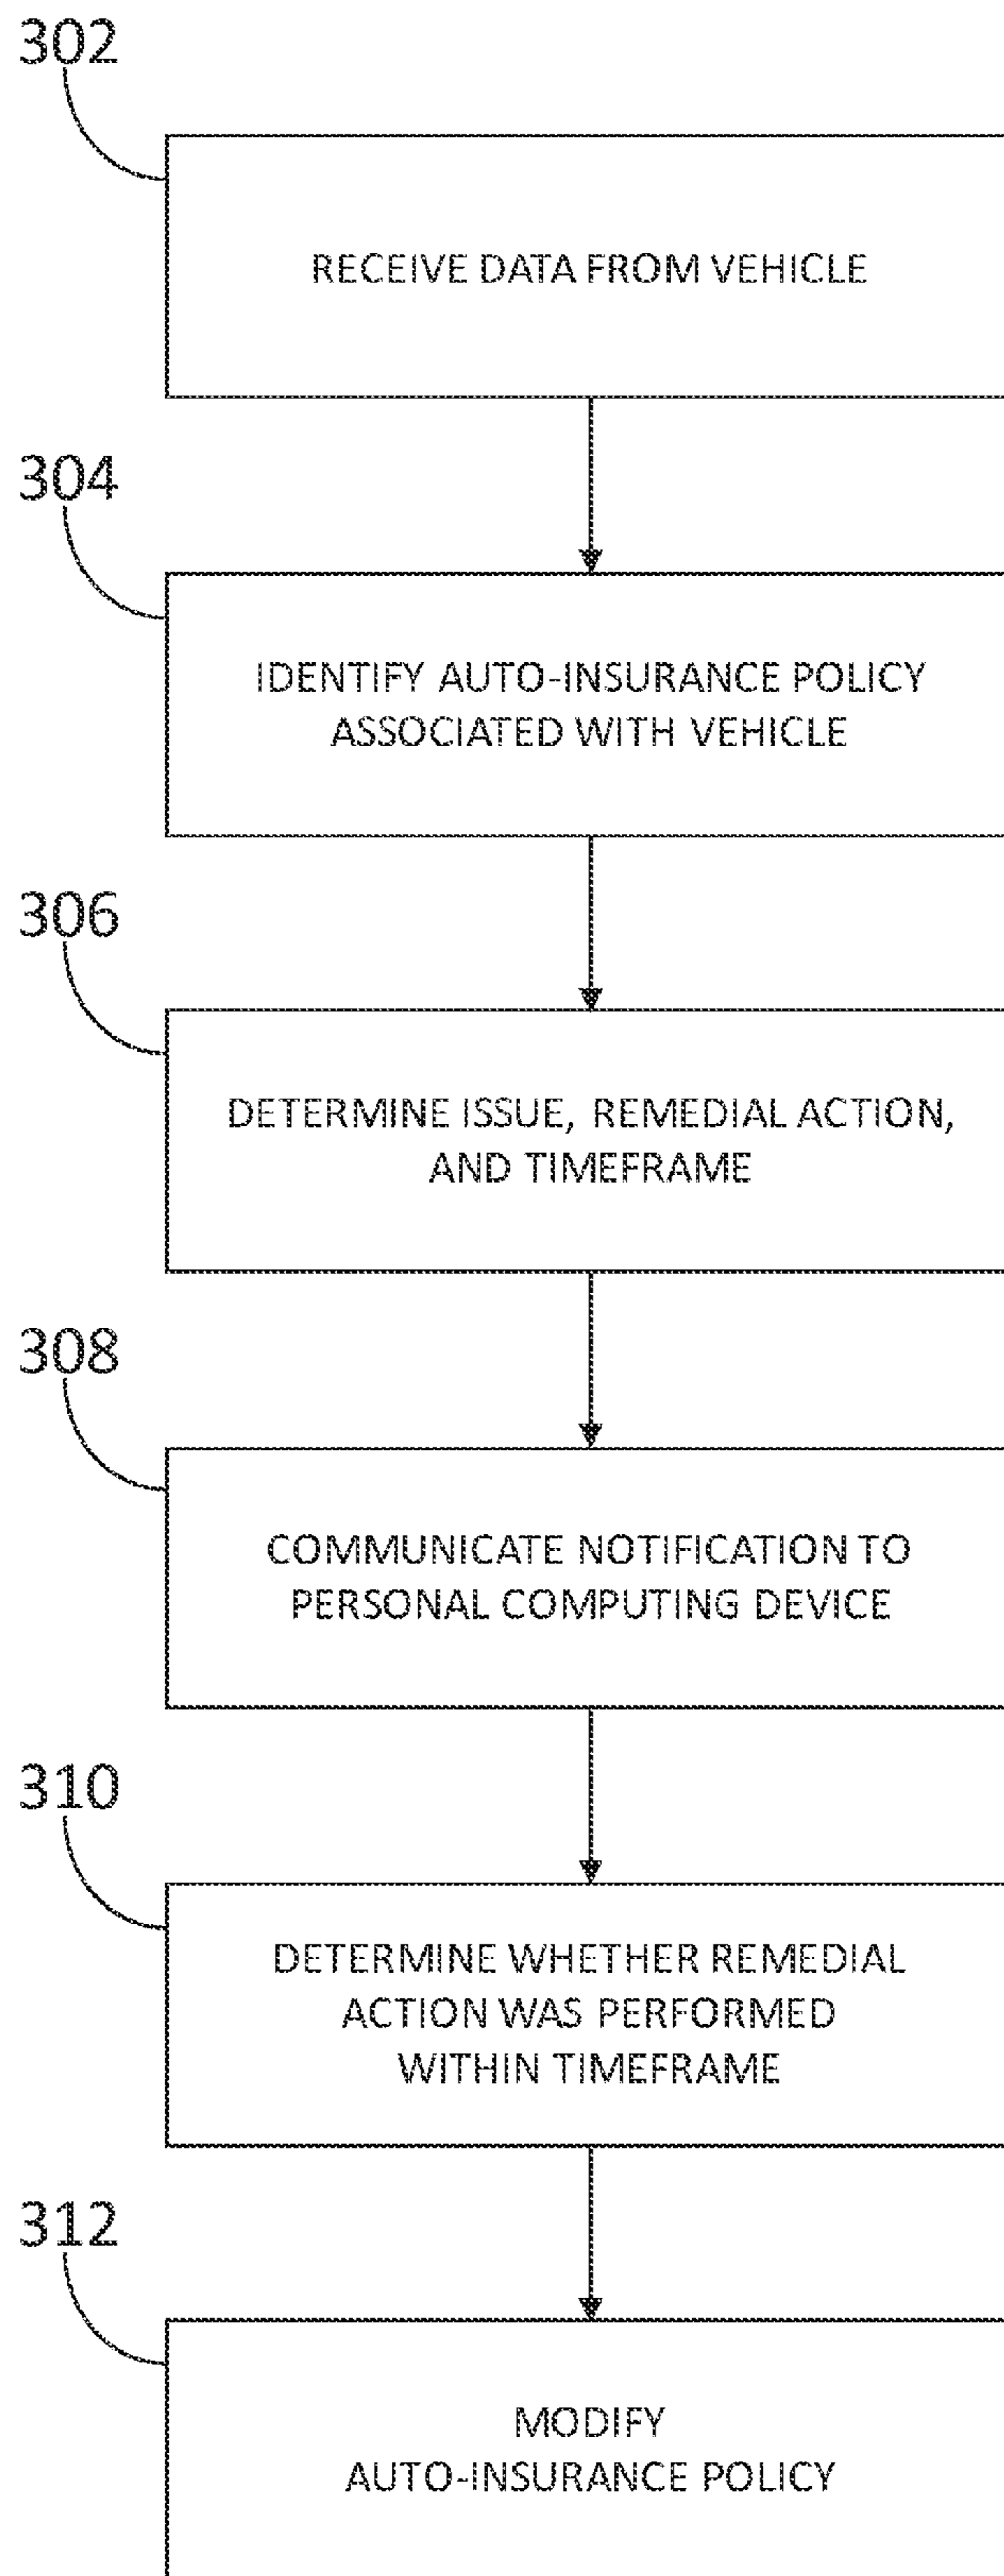 302
RECEIVE DATA FROM VEHICLE
304
IDENTIFY AUTO-INSURANCE POLICY
ASSOCIATED WITH VEHICLE
306
DETERMINE ISSUE, REMEDIAL ACTION,
AND TIMEFRAME
308
COMMUNICATE NOTIFICATION TO
PERSONAL COMPUTING DEVICE
310
DETERMINE WHETHER REMEDIAL
ACTION WAS PERFORMED
WITHIN TIMEFRAME
312
MODIFY
AUTO-INSURANCE POLICY